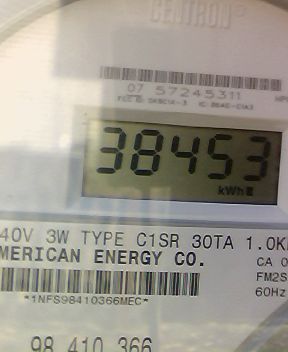 CENTRON®
07 57245311
38453
kWh
40V 3W TYPE C1SR 30TA 1.0K
MERICAN ENERGY CO.
CA 0
FM2S
60Hz
*1NFS98410366MEC*
98 410 366